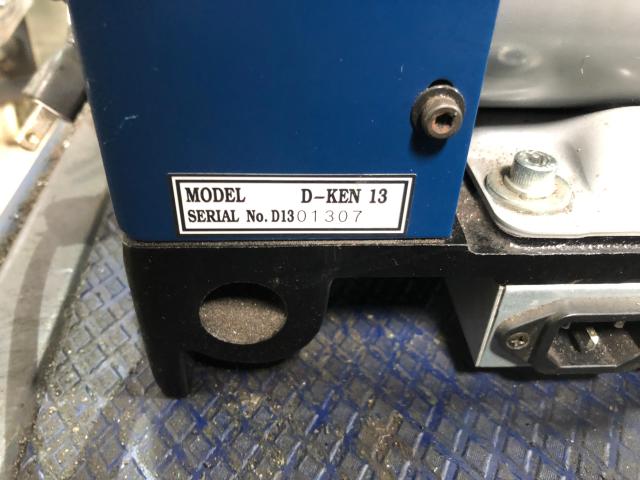 MODEL D-KEN 13
SERIAL No. D1301307